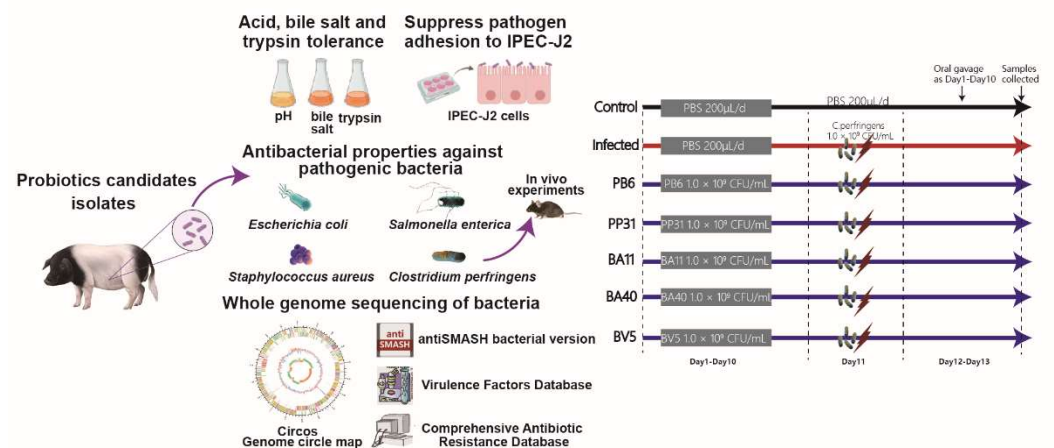 Acid, bile salt and
trypsin tolerance
pH
bile
salt
trypsin
Suppress pathogen
adhesion to IPEC-J2
IPEC-J2 cells
Probiotics candidates
isolates
Antibacterial properties against
pathogenic bacteria
Escherichia coli
Salmonella enterica
Staphylococcus aureus
Clostridium perfringens
In vivo
experiments
Whole genome sequencing of bacteria
Circos
Genome circle map
anti
SMASH
antiSMASH bacterial version
Virulence Factors Database
Comprehensive Antibiotic
Resistance Database
Oral gavage
as Day1-Day10
Samples
collected
Control
PBS 200μL/d
PBS 200μL/d
Infected
PBS 200μL/d
C.perfringens
1.0 × 10⁹ CFU/mL
PB6
PB6 1.0 × 10⁹ CFU/mL
PP31
PP31 1.0 × 10⁹ CFU/mL
BA11
BA11 1.0 × 10⁹ CFU/mL
BA40
BA40 1.0 × 10⁹ CFU/mL
BV5
BV5 1.0 × 10⁹ CFU/mL
Day1-Day10
Day11
Day12-Day13